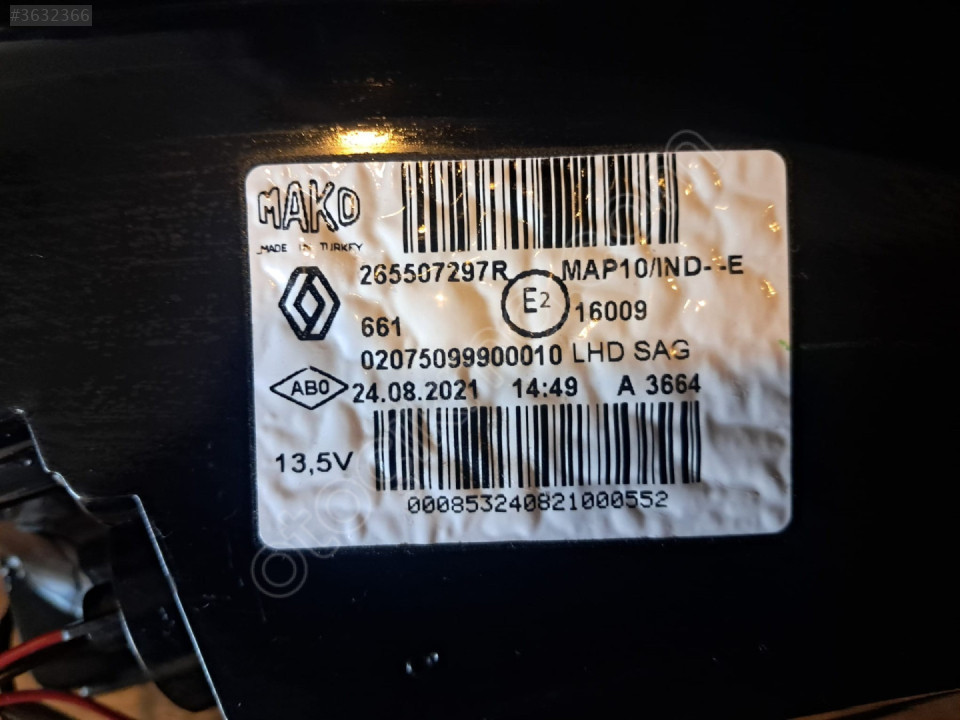 #3632366
MAKO
MADE IN TURKEY
265507297R MAP10/IND- -E
E2
16009
661
02075099900010 LHD SAG
ABO
24.08.2021 14:49 A 3664
13,5V
000853240821000552